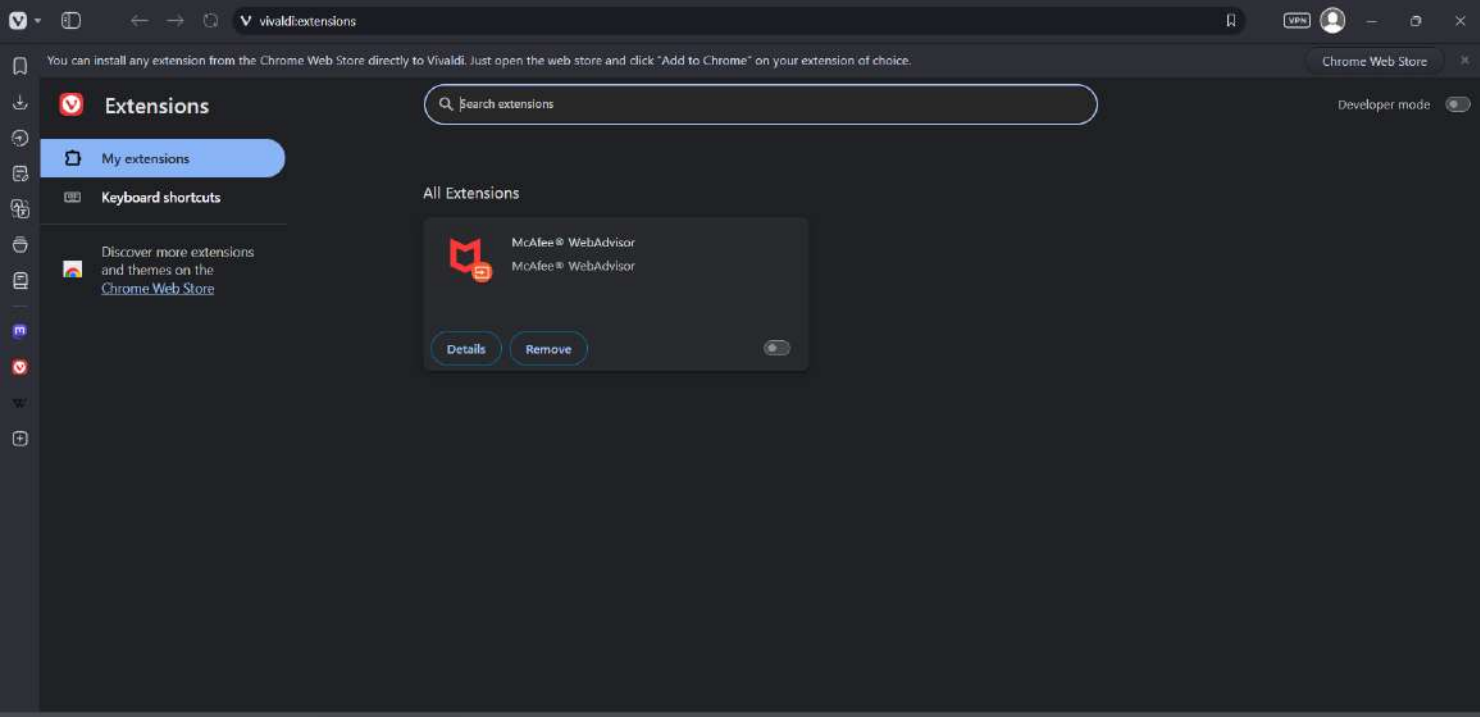 vivaldi:extensions
VPN
You can install any extension from the Chrome Web Store directly to Vivaldi. Just open the web store and click "Add to Chrome" on your extension of choice.
Chrome Web Store
Extensions
Search extensions
Developer mode
My extensions
Keyboard shortcuts
Discover more extensions
and themes on the
Chrome Web Store
All Extensions
McAfee® WebAdvisor
McAfee® WebAdvisor
Details
Remove